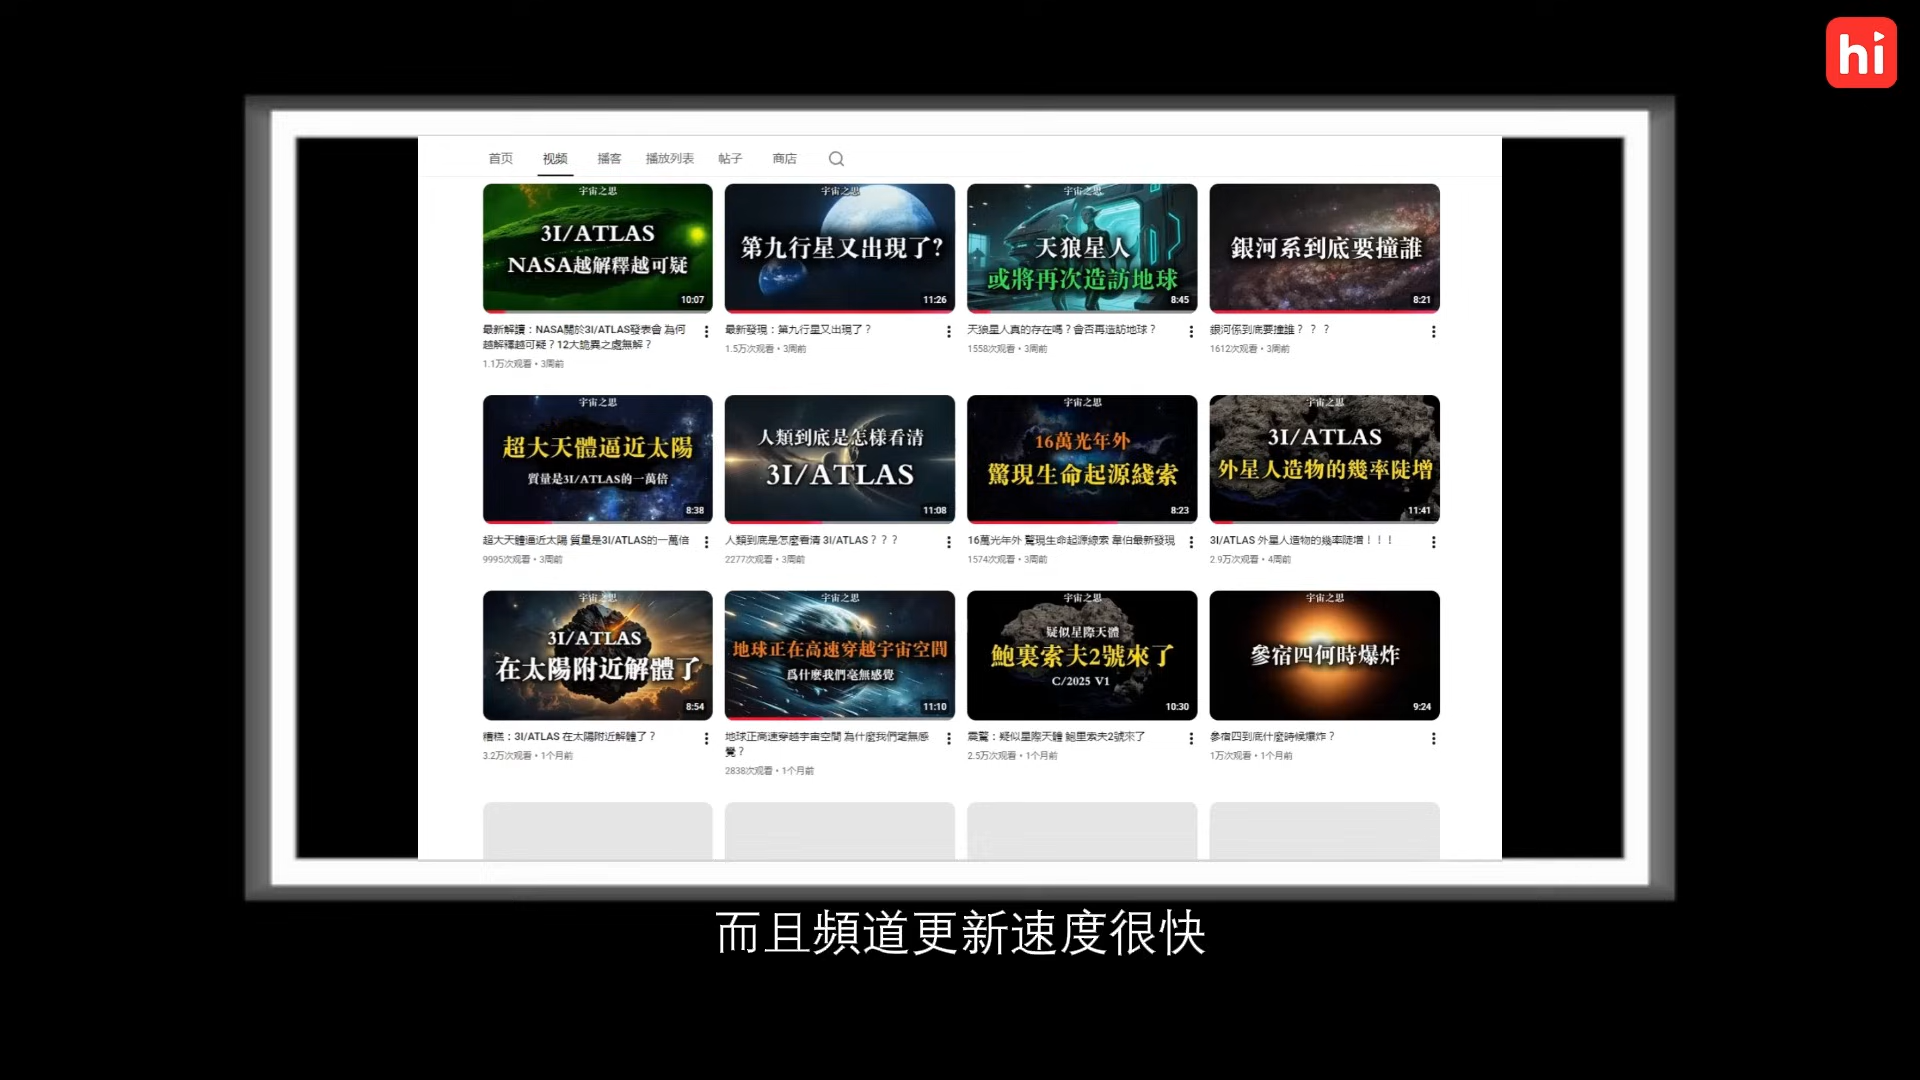 hi
首页 视频 播客 播放列表 帖子 商店
宇宙之思
3I/ATLAS
NASA越解釋越可疑
10:07
最新解讀：NASA關於3I/ATLAS發表會 為何
越解釋越可疑？12大詭異之處無解？
1.1万次观看•3周前
宇宙之思
第九行星又出現了?
11:26
最新發現：第九行星又出現了？
1.5万次观看•3周前
宇宙之思
天狼星人
或將再次造訪地球
8:45
天狼星人真的存在嗎？會否再造訪地球？
1558次观看•3周前
宇宙之思
銀河系到底要撞誰
8:21
銀河係到底要撞誰？？？
1612次观看•3周前
宇宙之思
超大天體逼近太陽
質量是3I/ATLAS的一萬倍
8:38
超大天體逼近太陽 質量是3I/ATLAS的一萬倍
9995次观看•3周前
人類到底是怎樣看清
3I/ATLAS
11:08
人類到底是怎麼看清 3I/ATLAS？？？
2277次观看•3周前
宇宙之思
16萬光年外
驚現生命起源綫索
8:23
16萬光年外 驚現生命起源線索 韋伯最新發現
1574次观看•3周前
宇宙之思
3I/ATLAS
外星人造物的幾率陡增
11:41
3I/ATLAS 外星人造物的幾率陡增！！！
2.9万次观看•4周前
宇宙之思
3I/ATLAS
在太陽附近解體了
8:54
糟糕：3I/ATLAS 在太陽附近解體了？
3.2万次观看•1个月前
宇宙之思
地球正在高速穿越宇宙空間
爲什麽我們毫無感覺
11:10
地球正高速穿越宇宙空間 為什麼我們毫無感
覺？
2838次观看•1个月前
宇宙之思
疑似星際天體
鮑裏索夫2號來了
C/2025 V1
10:30
震驚：疑似星際天體 鮑里索夫2號來了
2.5万次观看•1个月前
宇宙之思
參宿四何時爆炸
9:24
參宿四到底什麼時候爆炸？
1万次观看•1个月前
而且頻道更新速度很快